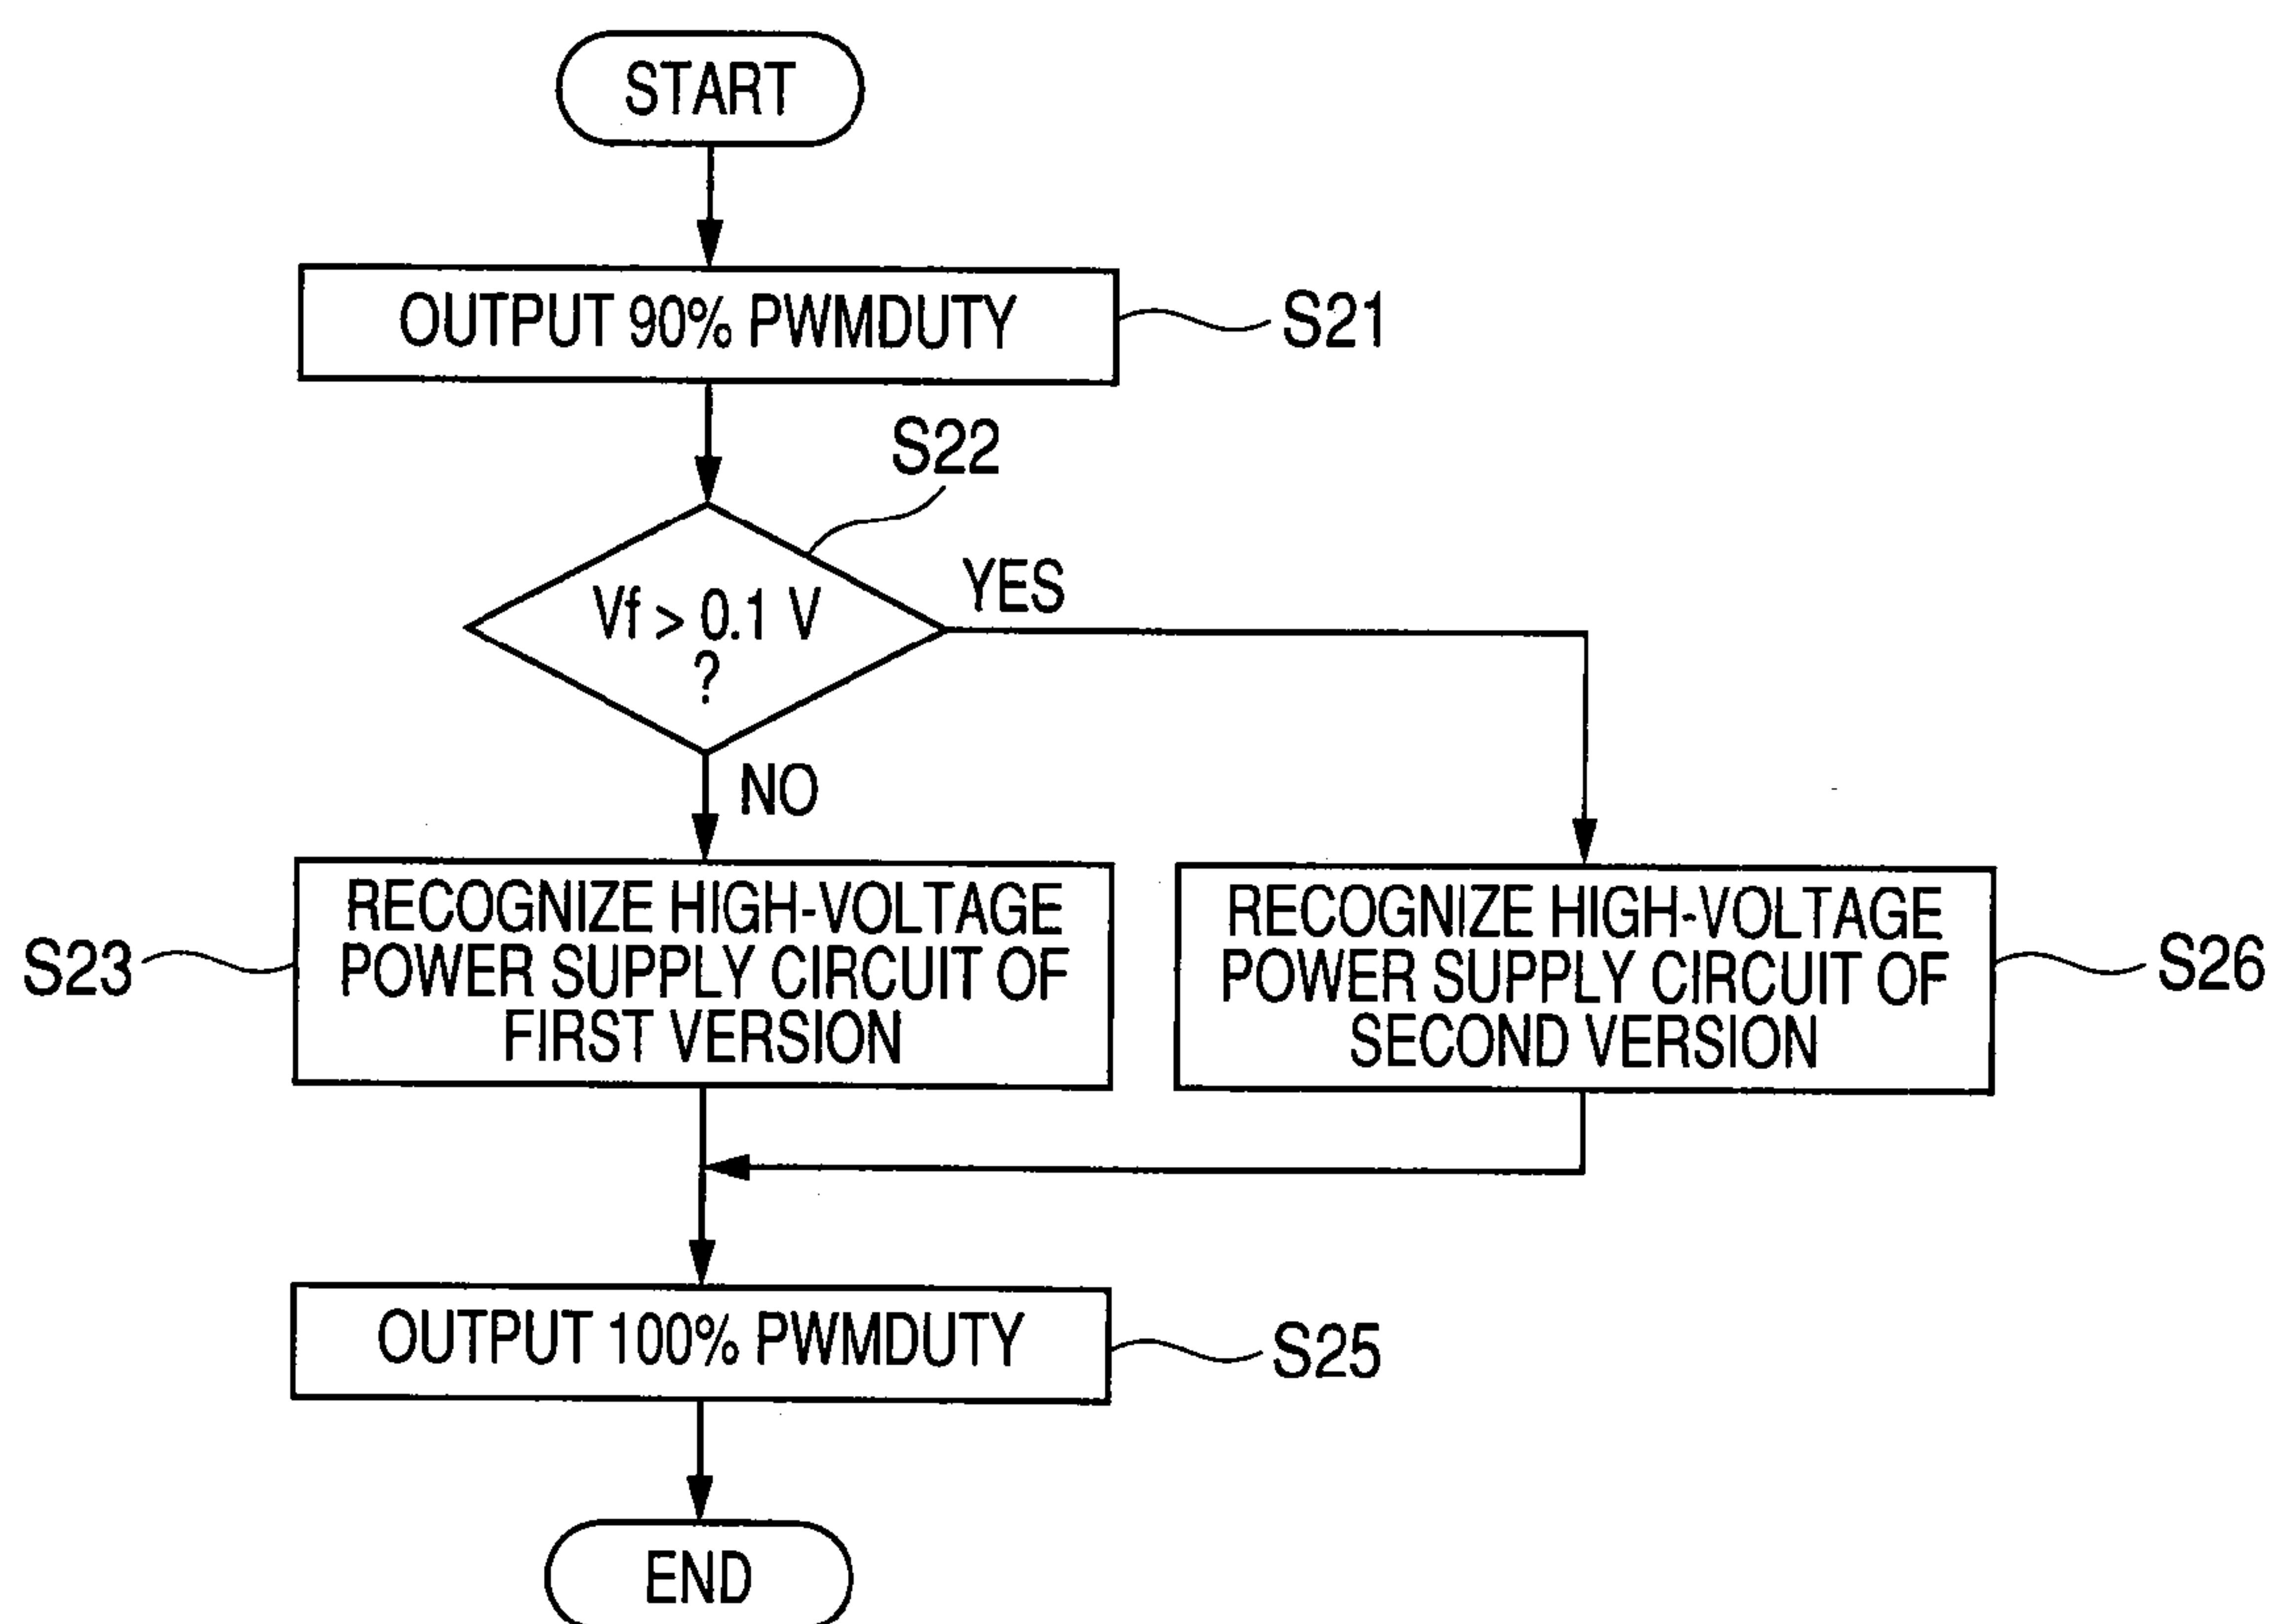 START
OUTPUT 90% PWMDUTY
S21
S22
Vf > 0.1 V
?
YES
NO
S23
RECOGNIZE HIGH-VOLTAGE
POWER SUPPLY CIRCUIT OF
FIRST VERSION
RECOGNIZE HIGH-VOLTAGE
POWER SUPPLY CIRCUIT OF
SECOND VERSION
S26
OUTPUT 100% PWMDUTY
S25
END